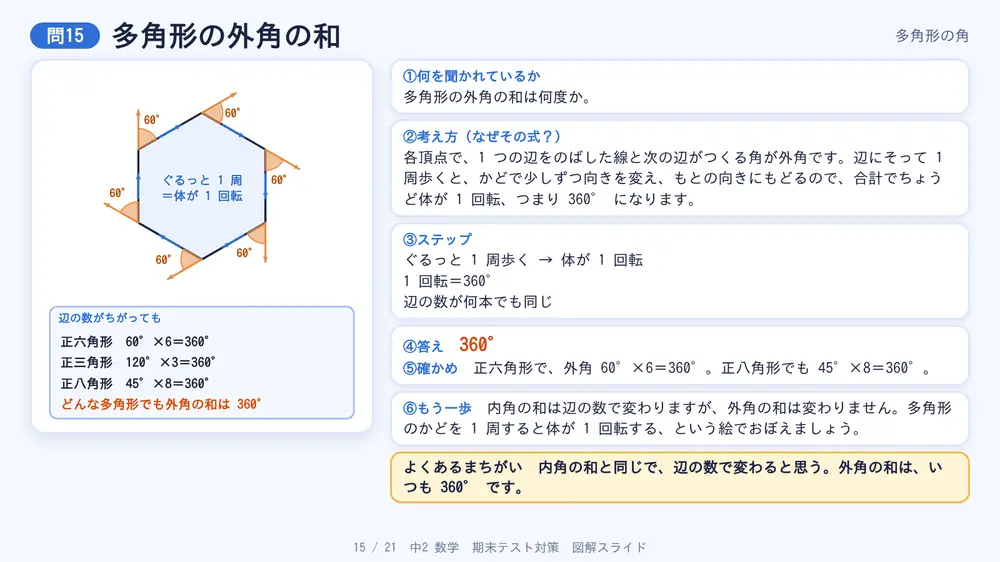 問15 多角形の外角の和
多角形の角
60°
60°
60°
60°
60°
60°
ぐるっと 1 周
＝体が 1 回転
辺の数がちがっても
正六角形　60°×6＝360°
正三角形　120°×3＝360°
正八角形　45°×8＝360°
どんな多角形でも外角の和は 360°
①何を聞かれているか
多角形の外角の和は何度か。
②考え方（なぜその式？）
各頂点で、1 つの辺をのばした線と次の辺がつくる角が外角です。辺にそって 1
周歩くと、かどで少しずつ向きを変え、もとの向きにもどるので、合計でちょう
ど体が 1 回転、つまり 360° になります。
③ステップ
ぐるっと 1 周歩く → 体が 1 回転
1 回転＝360°
辺の数が何本でも同じ
④答え　360°
⑤確かめ　正六角形で、外角 60°×6＝360°。正八角形でも 45°×8＝360°。
⑥もう一歩　内角の和は辺の数で変わりますが、外角の和は変わりません。多角形
のかどを 1 周すると体が 1 回転する、という絵でおぼえましょう。
よくあるまちがい　内角の和と同じで、辺の数で変わると思う。外角の和は、い
つも 360° です。
15 / 21　中2 数学　期末テスト対策　図解スライド